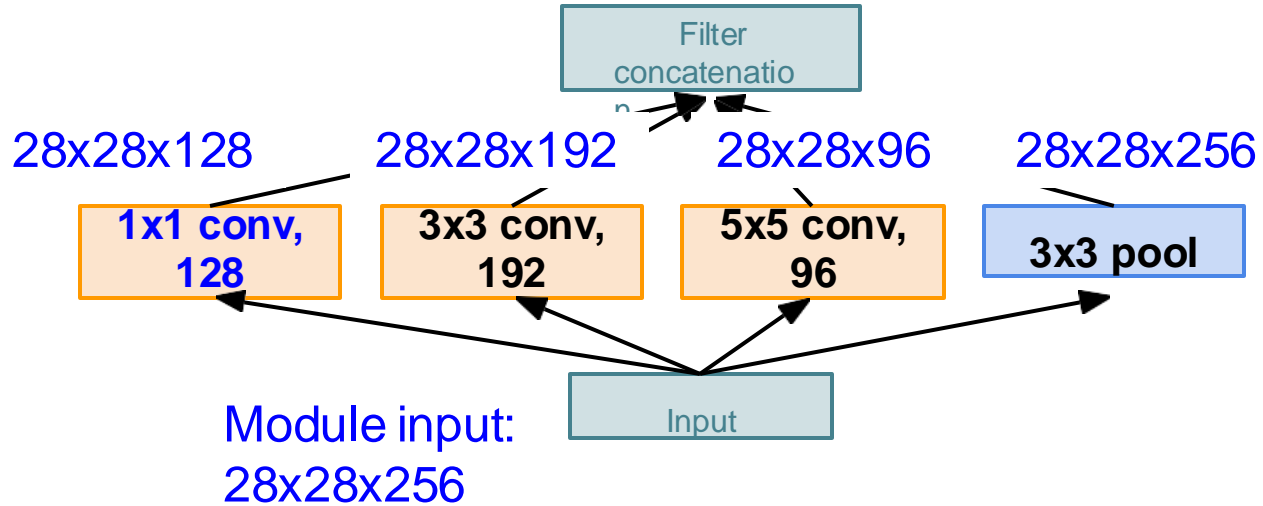 Filter
concatenatio
n
28x28x128
28x28x192
28x28x96
28x28x256
1x1 conv,
128
3x3 conv,
192
5x5 conv,
96
3x3 pool
Input
Module input:
28x28x256